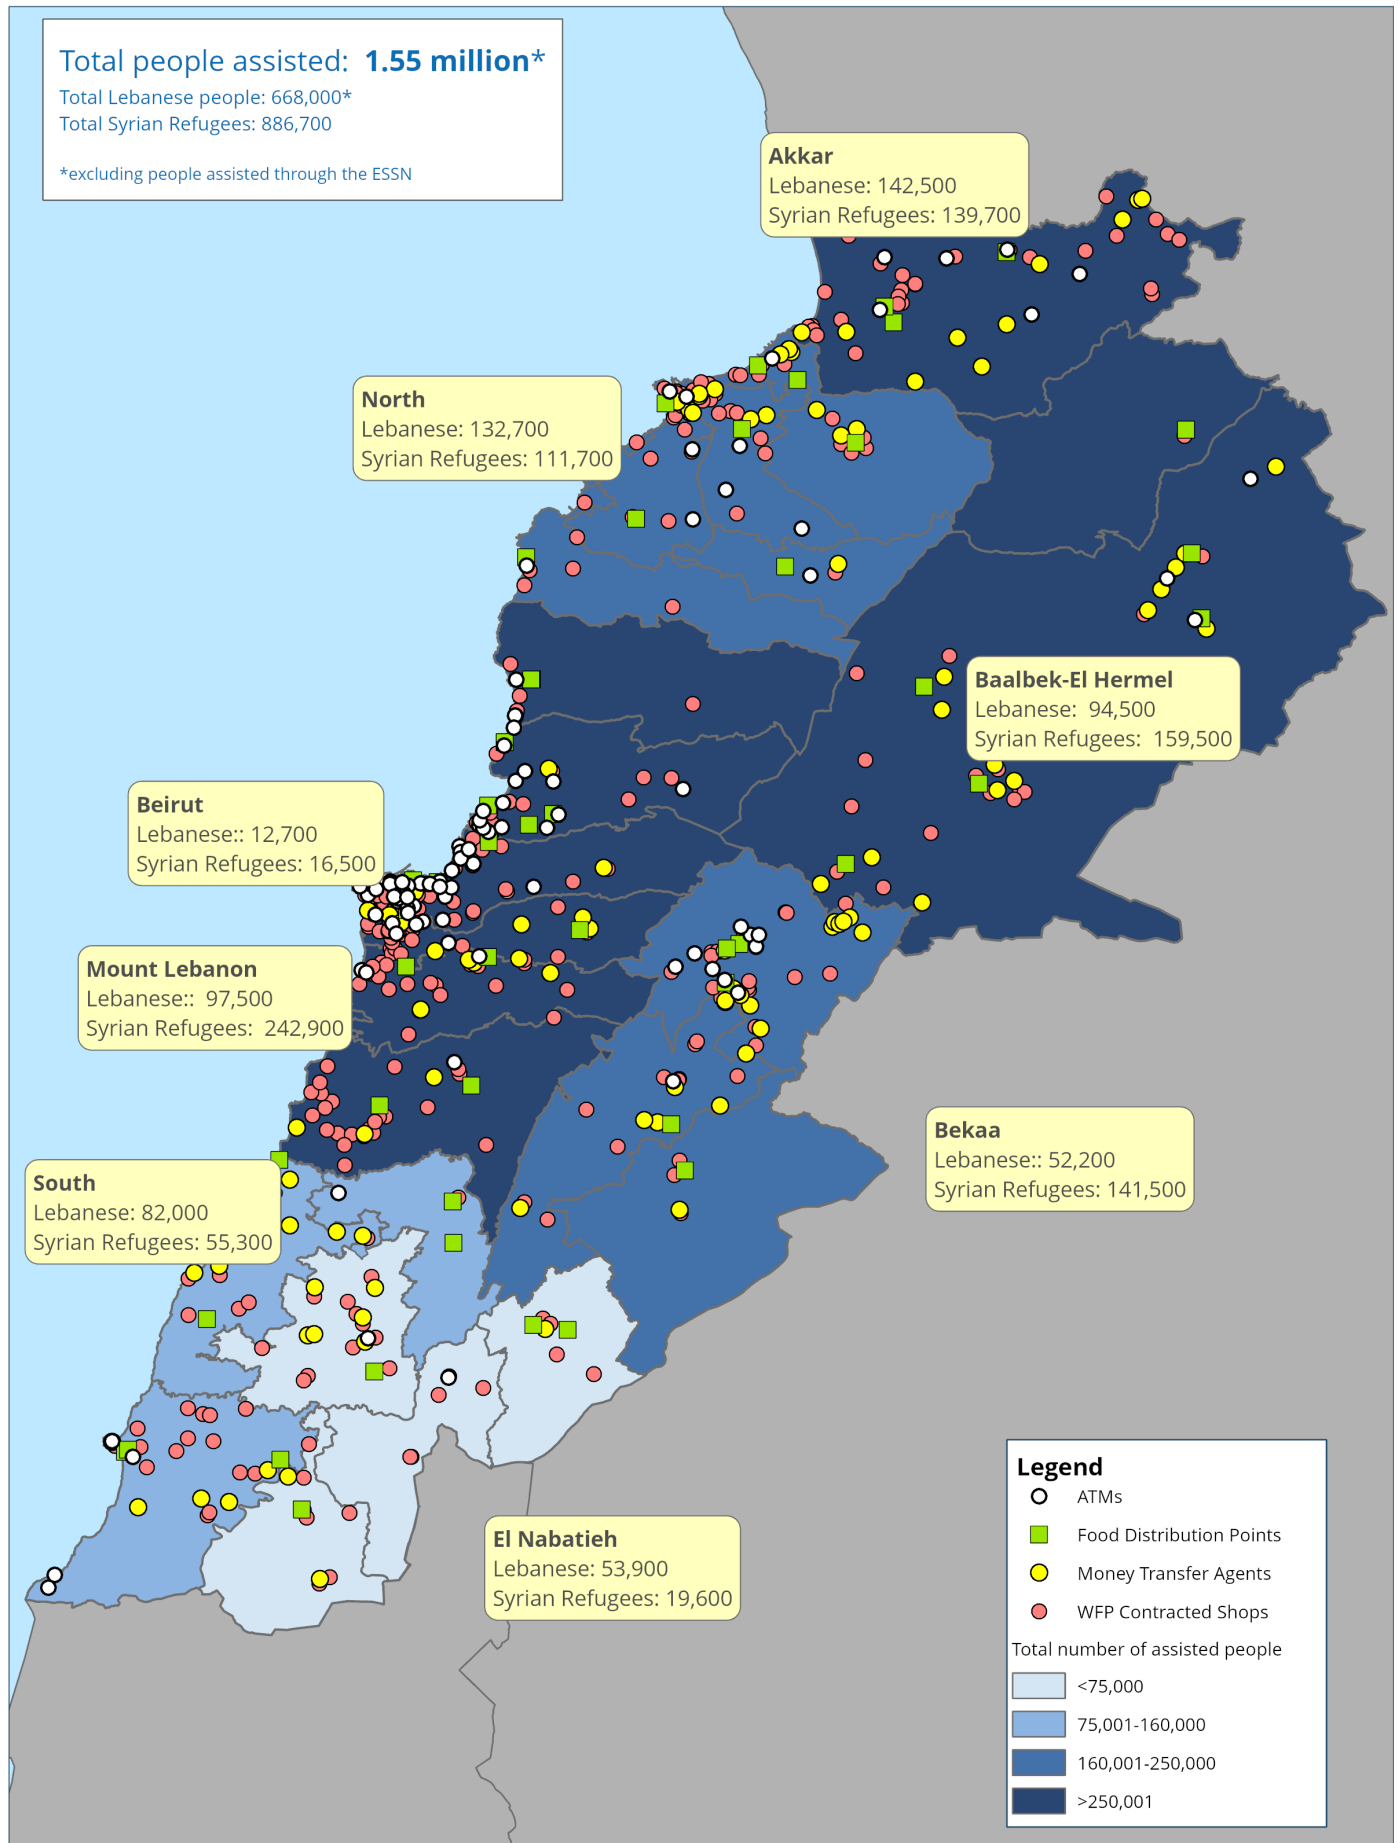 Total people assisted: 1.55 million*
Total Lebanese people: 668,000*
Total Syrian Refugees: 886,700
*excluding people assisted through the ESSN
Akkar
Lebanese: 142,500
Syrian Refugees: 139,700
North
Lebanese: 132,700
Syrian Refugees: 111,700
Baalbek-El Hermel
Lebanese: 94,500
Syrian Refugees: 159,500
Beirut
Lebanese:: 12,700
Syrian Refugees: 16,500
Mount Lebanon
Lebanese:: 97,500
Syrian Refugees: 242,900
Bekaa
Lebanese:: 52,200
Syrian Refugees: 141,500
South
Lebanese: 82,000
Syrian Refugees: 55,300
El Nabatieh
Lebanese: 53,900
Syrian Refugees: 19,600
Legend
ATMs
Food Distribution Points
Money Transfer Agents
WFP Contracted Shops
Total number of assisted people
<75,000
75,001-160,000
160,001-250,000
>250,001